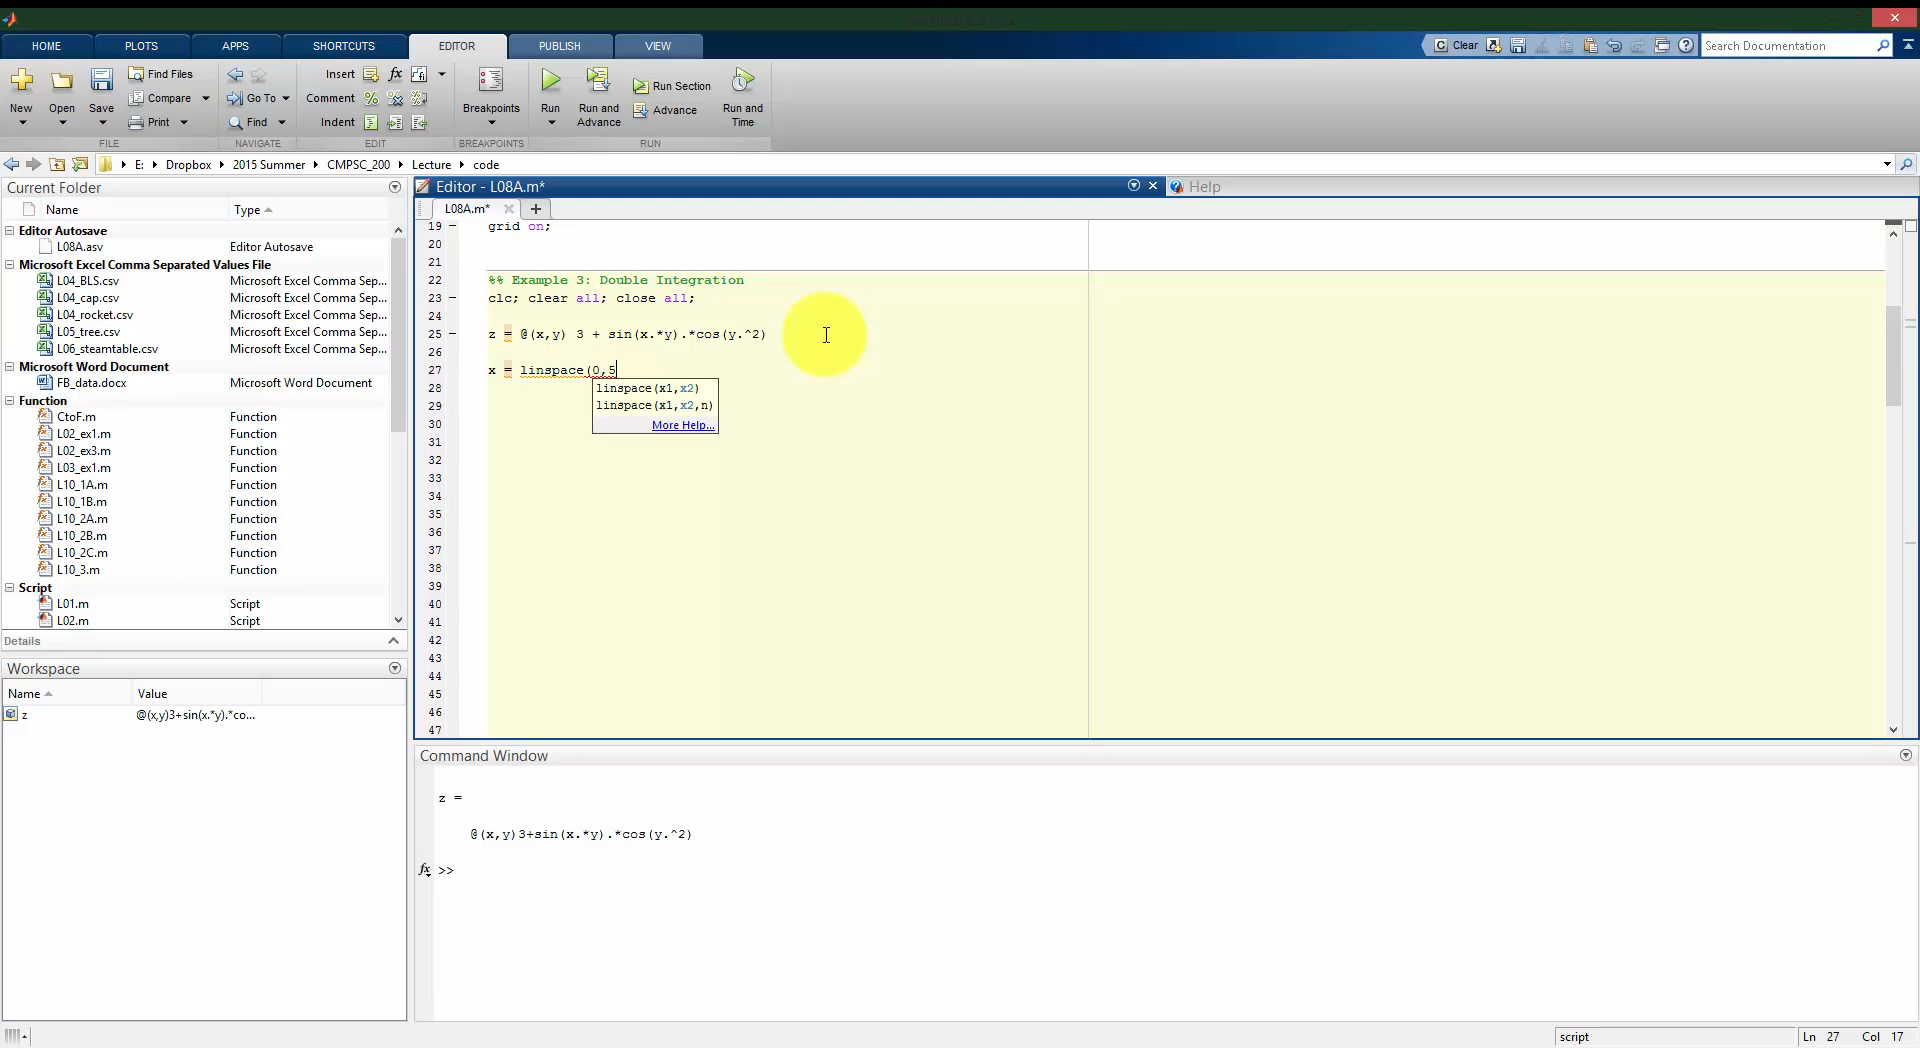 HOME PLOTS APPS SHORTCUTS EDITOR PUBLISH VIEW Clear Search Documentation
New Open Save Find Files Compare Print
FILE
Go To Find
NAVIGATE
Insert fx
Comment
Indent
EDIT
Breakpoints
BREAKPOINTS
Run Run and Advance Run Section Advance Run and Time
RUN
E: Dropbox 2015 Summer CMPSC_200 Lecture code
Current Folder
Name Type
Editor Autosave
L08A.asv Editor Autosave
Microsoft Excel Comma Separated Values File
L04_BLS.csv Microsoft Excel Comma Sep...
L04_cap.csv Microsoft Excel Comma Sep...
L04_rocket.csv Microsoft Excel Comma Sep...
L05_tree.csv Microsoft Excel Comma Sep...
L06_steamtable.csv Microsoft Excel Comma Sep...
Microsoft Word Document
FB_data.docx Microsoft Word Document
Function
CtoF.m Function
L02_ex1.m Function
L02_ex3.m Function
L03_ex1.m Function
L10_1A.m Function
L10_1B.m Function
L10_2A.m Function
L10_2B.m Function
L10_2C.m Function
L10_3.m Function
Script
L01.m Script
L02.m Script
Details
Workspace
Name Value
z @(x,y)3+sin(x.*y).*co...
Editor - L08A.m* Help
L08A.m*
19 grid on;
20
21
22 %% Example 3: Double Integration
23 clc; clear all; close all;
24
25 z = @(x,y) 3 + sin(x.*y).*cos(y.^2)
26
27 x = linspace(0,5
28 linspace(x1,x2)
29 linspace(x1,x2,n)
30 More Help...
31
32
33
34
35
36
37
38
39
40
41
42
43
44
45
46
47
Command Window
z =
@(x,y)3+sin(x.*y).*cos(y.^2)
fx >>
script Ln 27 Col 17